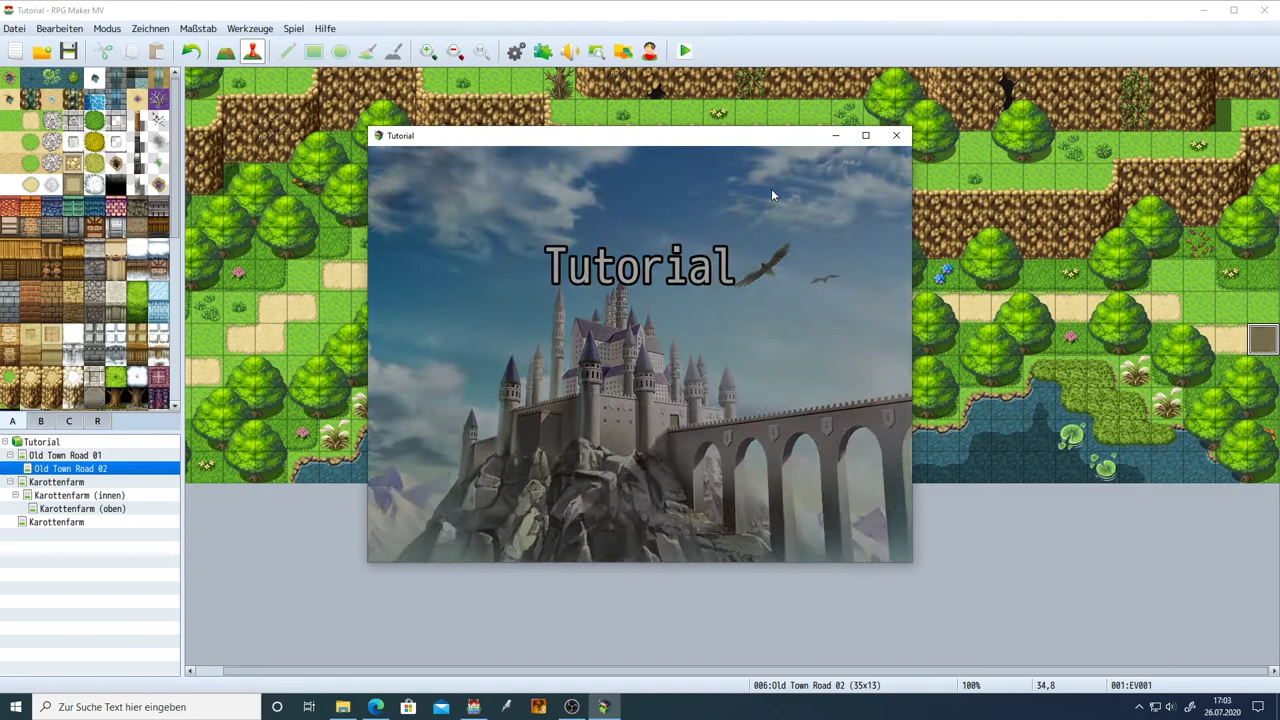 Tutorial - RPG Maker MV
Datei Bearbeiten Modus Zeichnen Maßstab Werkzeuge Spiel Hilfe
Tutorial
Tutorial
A B C R
Tutorial
Old Town Road 01
Old Town Road 02
Karottenfarm
Karottenfarm (innen)
Karottenfarm (oben)
Karottenfarm
006:Old Town Road 02 (35x13) 100% 34,8 001:EV001
Zur Suche Text hier eingeben
17:03
26.07.2020